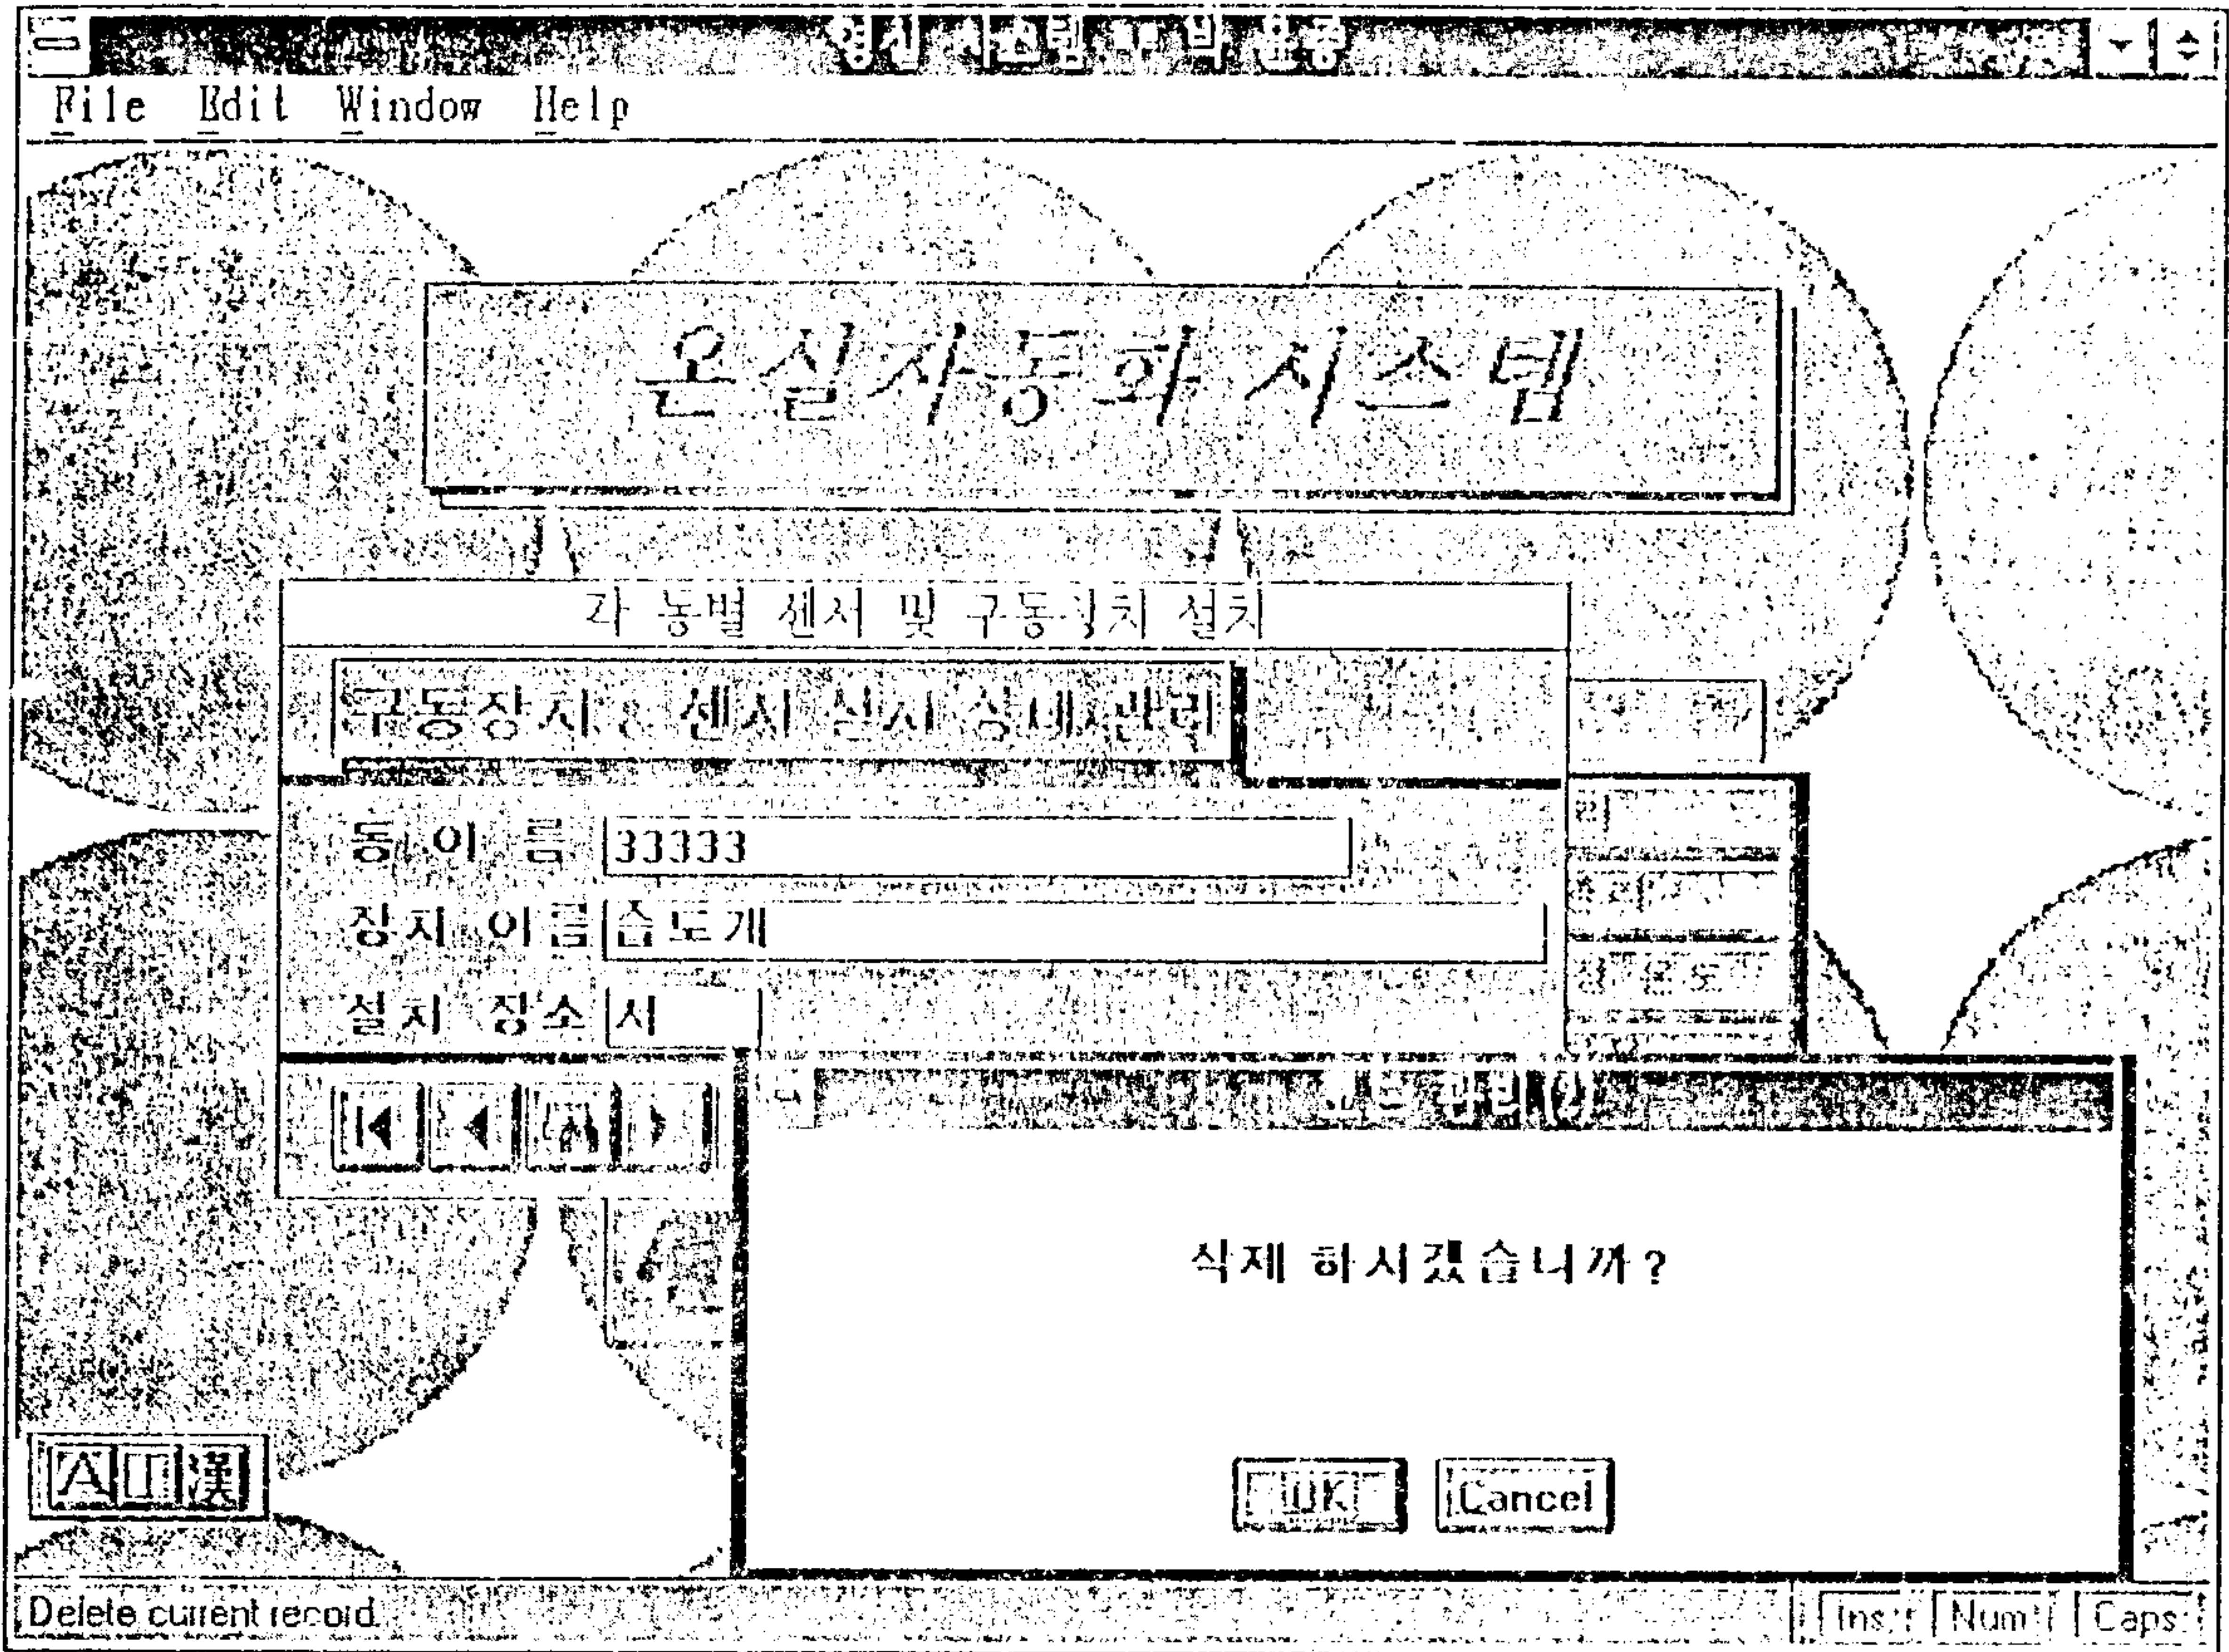 File Edit Window Help
온실자동화 시스템
각 동별 센서 및 구동장치 설치
구동장치 센서 설치 상태 관리
동 이 름 33333
장치 이름 습도계
설치 장소 서
삭제 하시겠습니까?
OK Cancel
漢
Delete current record. Ins Num Caps